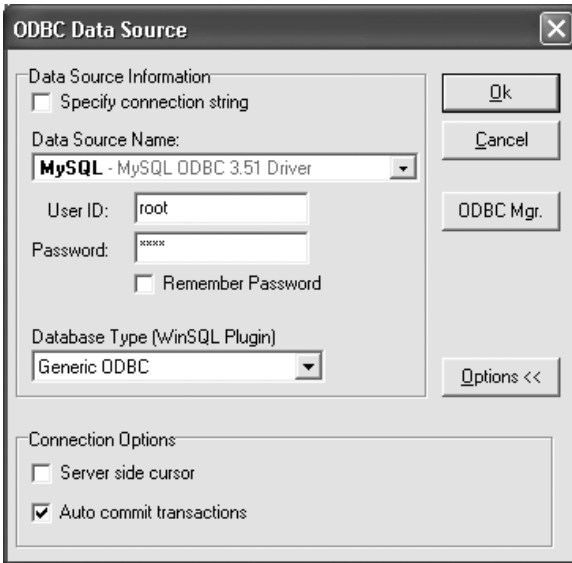 ODBC Data Source
Data Source Information
Specify connection string
Data Source Name:
MySQL - MySQL ODBC 3.51 Driver
User ID: root
Password: ****
Remember Password
Database Type (WinSQL Plugin)
Generic ODBC
Ok
Cancel
ODBC Mgr.
Options <<
Connection Options
Server side cursor
Auto commit transactions